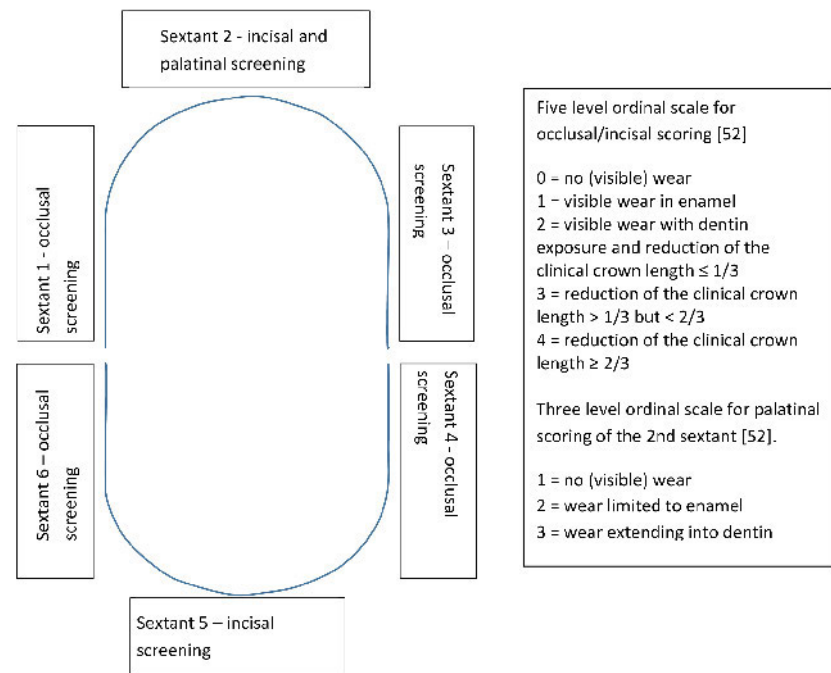 Sextant 2 - incisal and
palatinal screening
Sextant 1 - occlusal
screening
Sextant 3 – occlusal
screening
Sextant 6 – occlusal
screening
Sextant 4 - occlusal
screening
Sextant 5 – incisal
screening
Five level ordinal scale for
occlusal/incisal scoring [52]
0 = no (visible) wear
1 = visible wear in enamel
2 = visible wear with dentin
exposure and reduction of the
clinical crown length ≤ 1/3
3 = reduction of the clinical crown
length > 1/3 but < 2/3
4 = reduction of the clinical crown
length ≥ 2/3
Three level ordinal scale for palatinal
scoring of the 2nd sextant [52].
1 = no (visible) wear
2 = wear limited to enamel
3 = wear extending into dentin